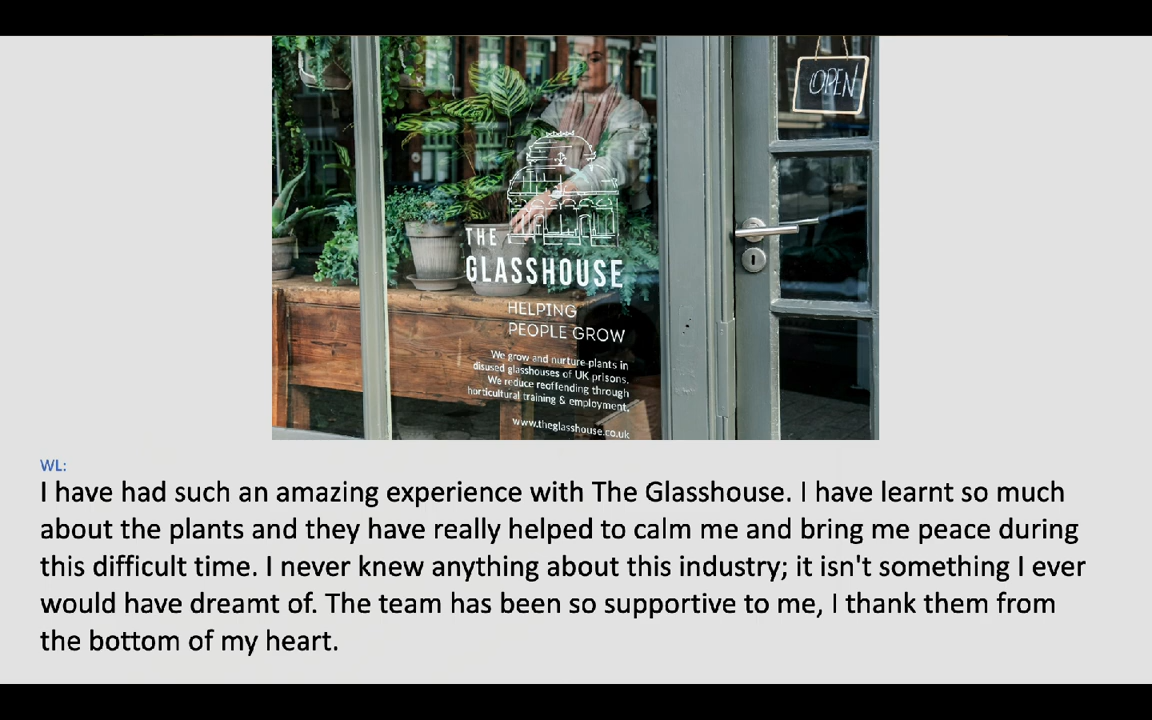 OPEN
THE
GLASSHOUSE
HELPING
PEOPLE GROW
We grow and nurture plants in
disused glasshouses of UK prisons.
We reduce reoffending through
horticultural training & employment.
www.theglasshouse.co.uk
WL:
I have had such an amazing experience with The Glasshouse. I have learnt so much
about the plants and they have really helped to calm me and bring me peace during
this difficult time. I never knew anything about this industry; it isn't something I ever
would have dreamt of. The team has been so supportive to me, I thank them from
the bottom of my heart.